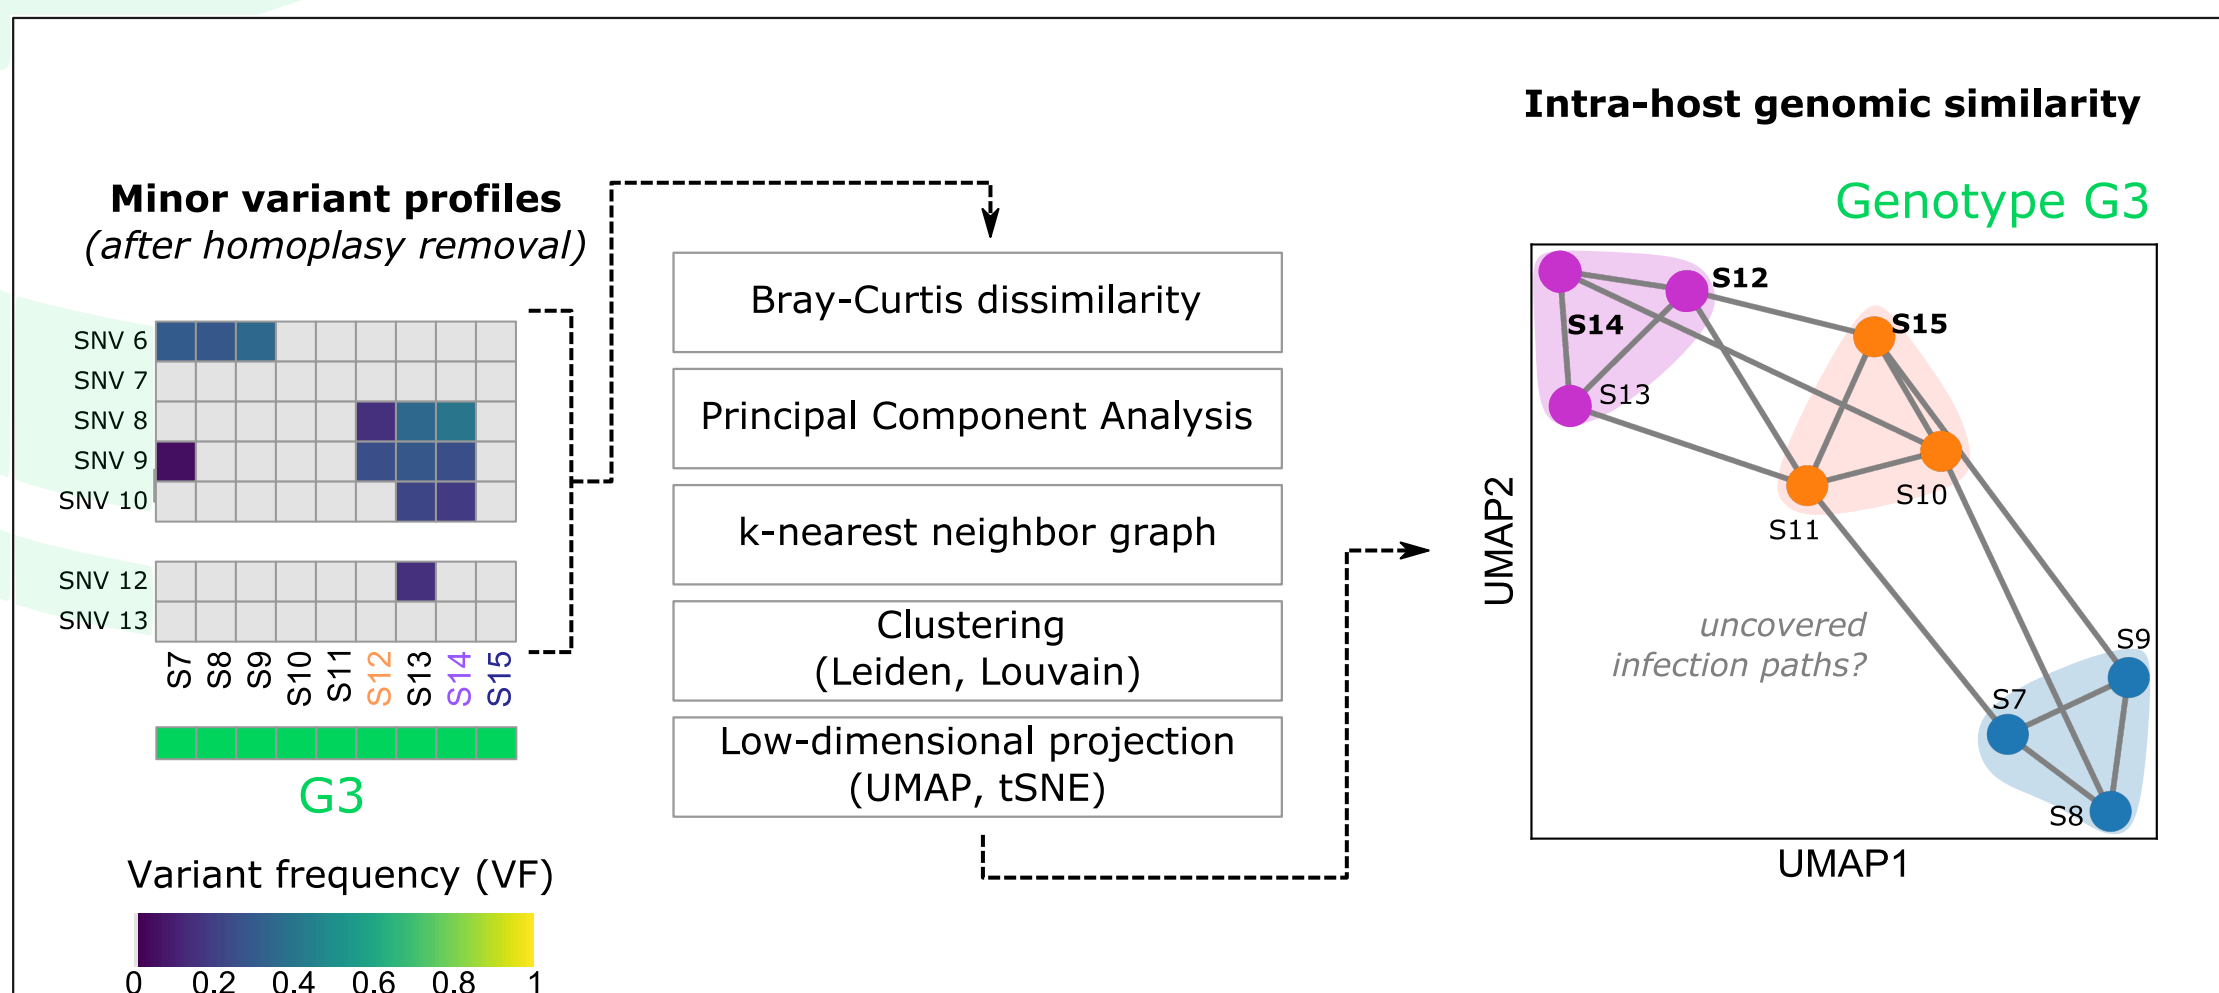 Intra-host genomic similarity
Minor variant profiles
(after homoplasy removal)
Genotype G3
SNV 6
SNV 7
SNV 8
SNV 9
SNV 10
SNV 12
SNV 13
S7
S8
S9
S10
S11
S12
S13
S14
S15
G3
Variant frequency (VF)
0
0.2
0.4
0.6
0.8
1
Bray-Curtis dissimilarity
Principal Component Analysis
k-nearest neighbor graph
Clustering
(Leiden, Louvain)
Low-dimensional projection
(UMAP, tSNE)
S12
S14
S15
S13
S10
S11
UMAP2
uncovered
infection paths?
S9
S7
S8
UMAP1